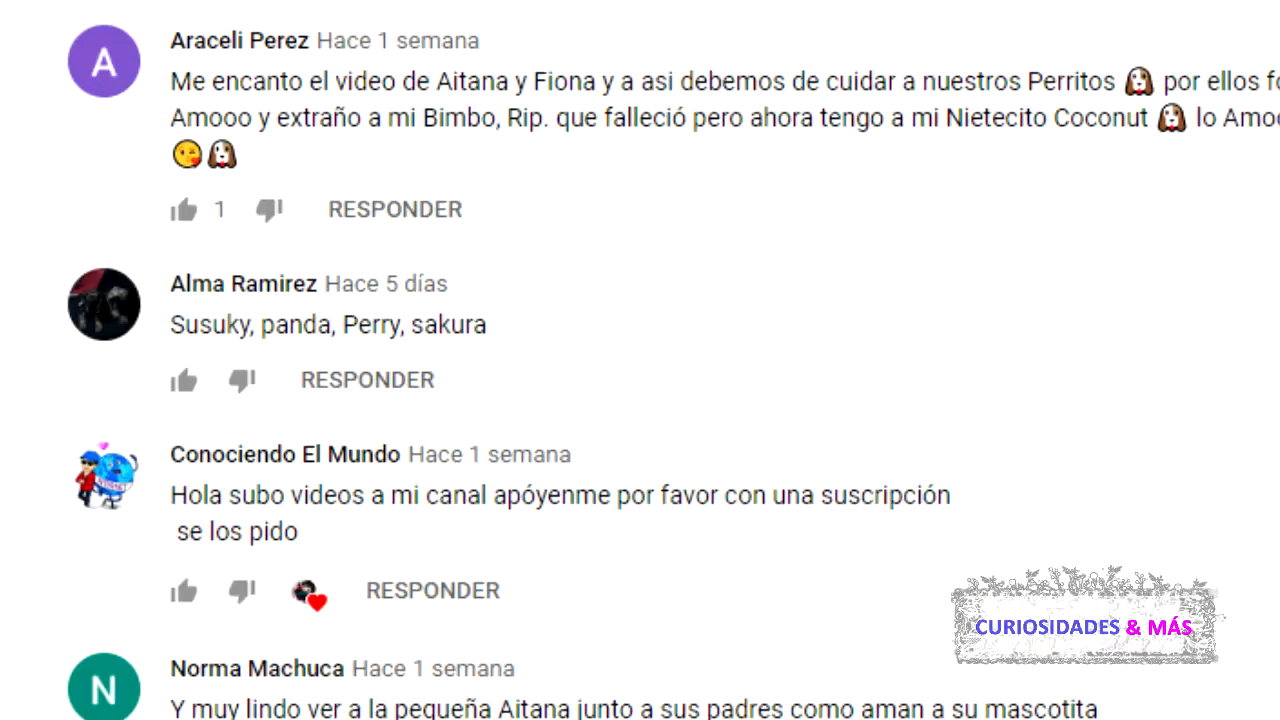 A
Araceli Perez Hace 1 semana
Me encanto el video de Aitana y Fiona y a asi debemos de cuidar a nuestros Perritos por ellos
Amooo y extraño a mi Bimbo, Rip. que falleció pero ahora tengo a mi Nietecito Coconut lo
1 RESPONDER
Alma Ramirez Hace 5 días
Susuky, panda, Perry, sakura
RESPONDER
Conociendo El Mundo Hace 1 semana
Hola subo videos a mi canal apóyenme por favor con una suscripción
se los pido
RESPONDER
CURIOSIDADES & MÁS
N
Norma Machuca Hace 1 semana
Y muy lindo ver a la pequeña Aitana junto a sus padres como aman a su mascotita